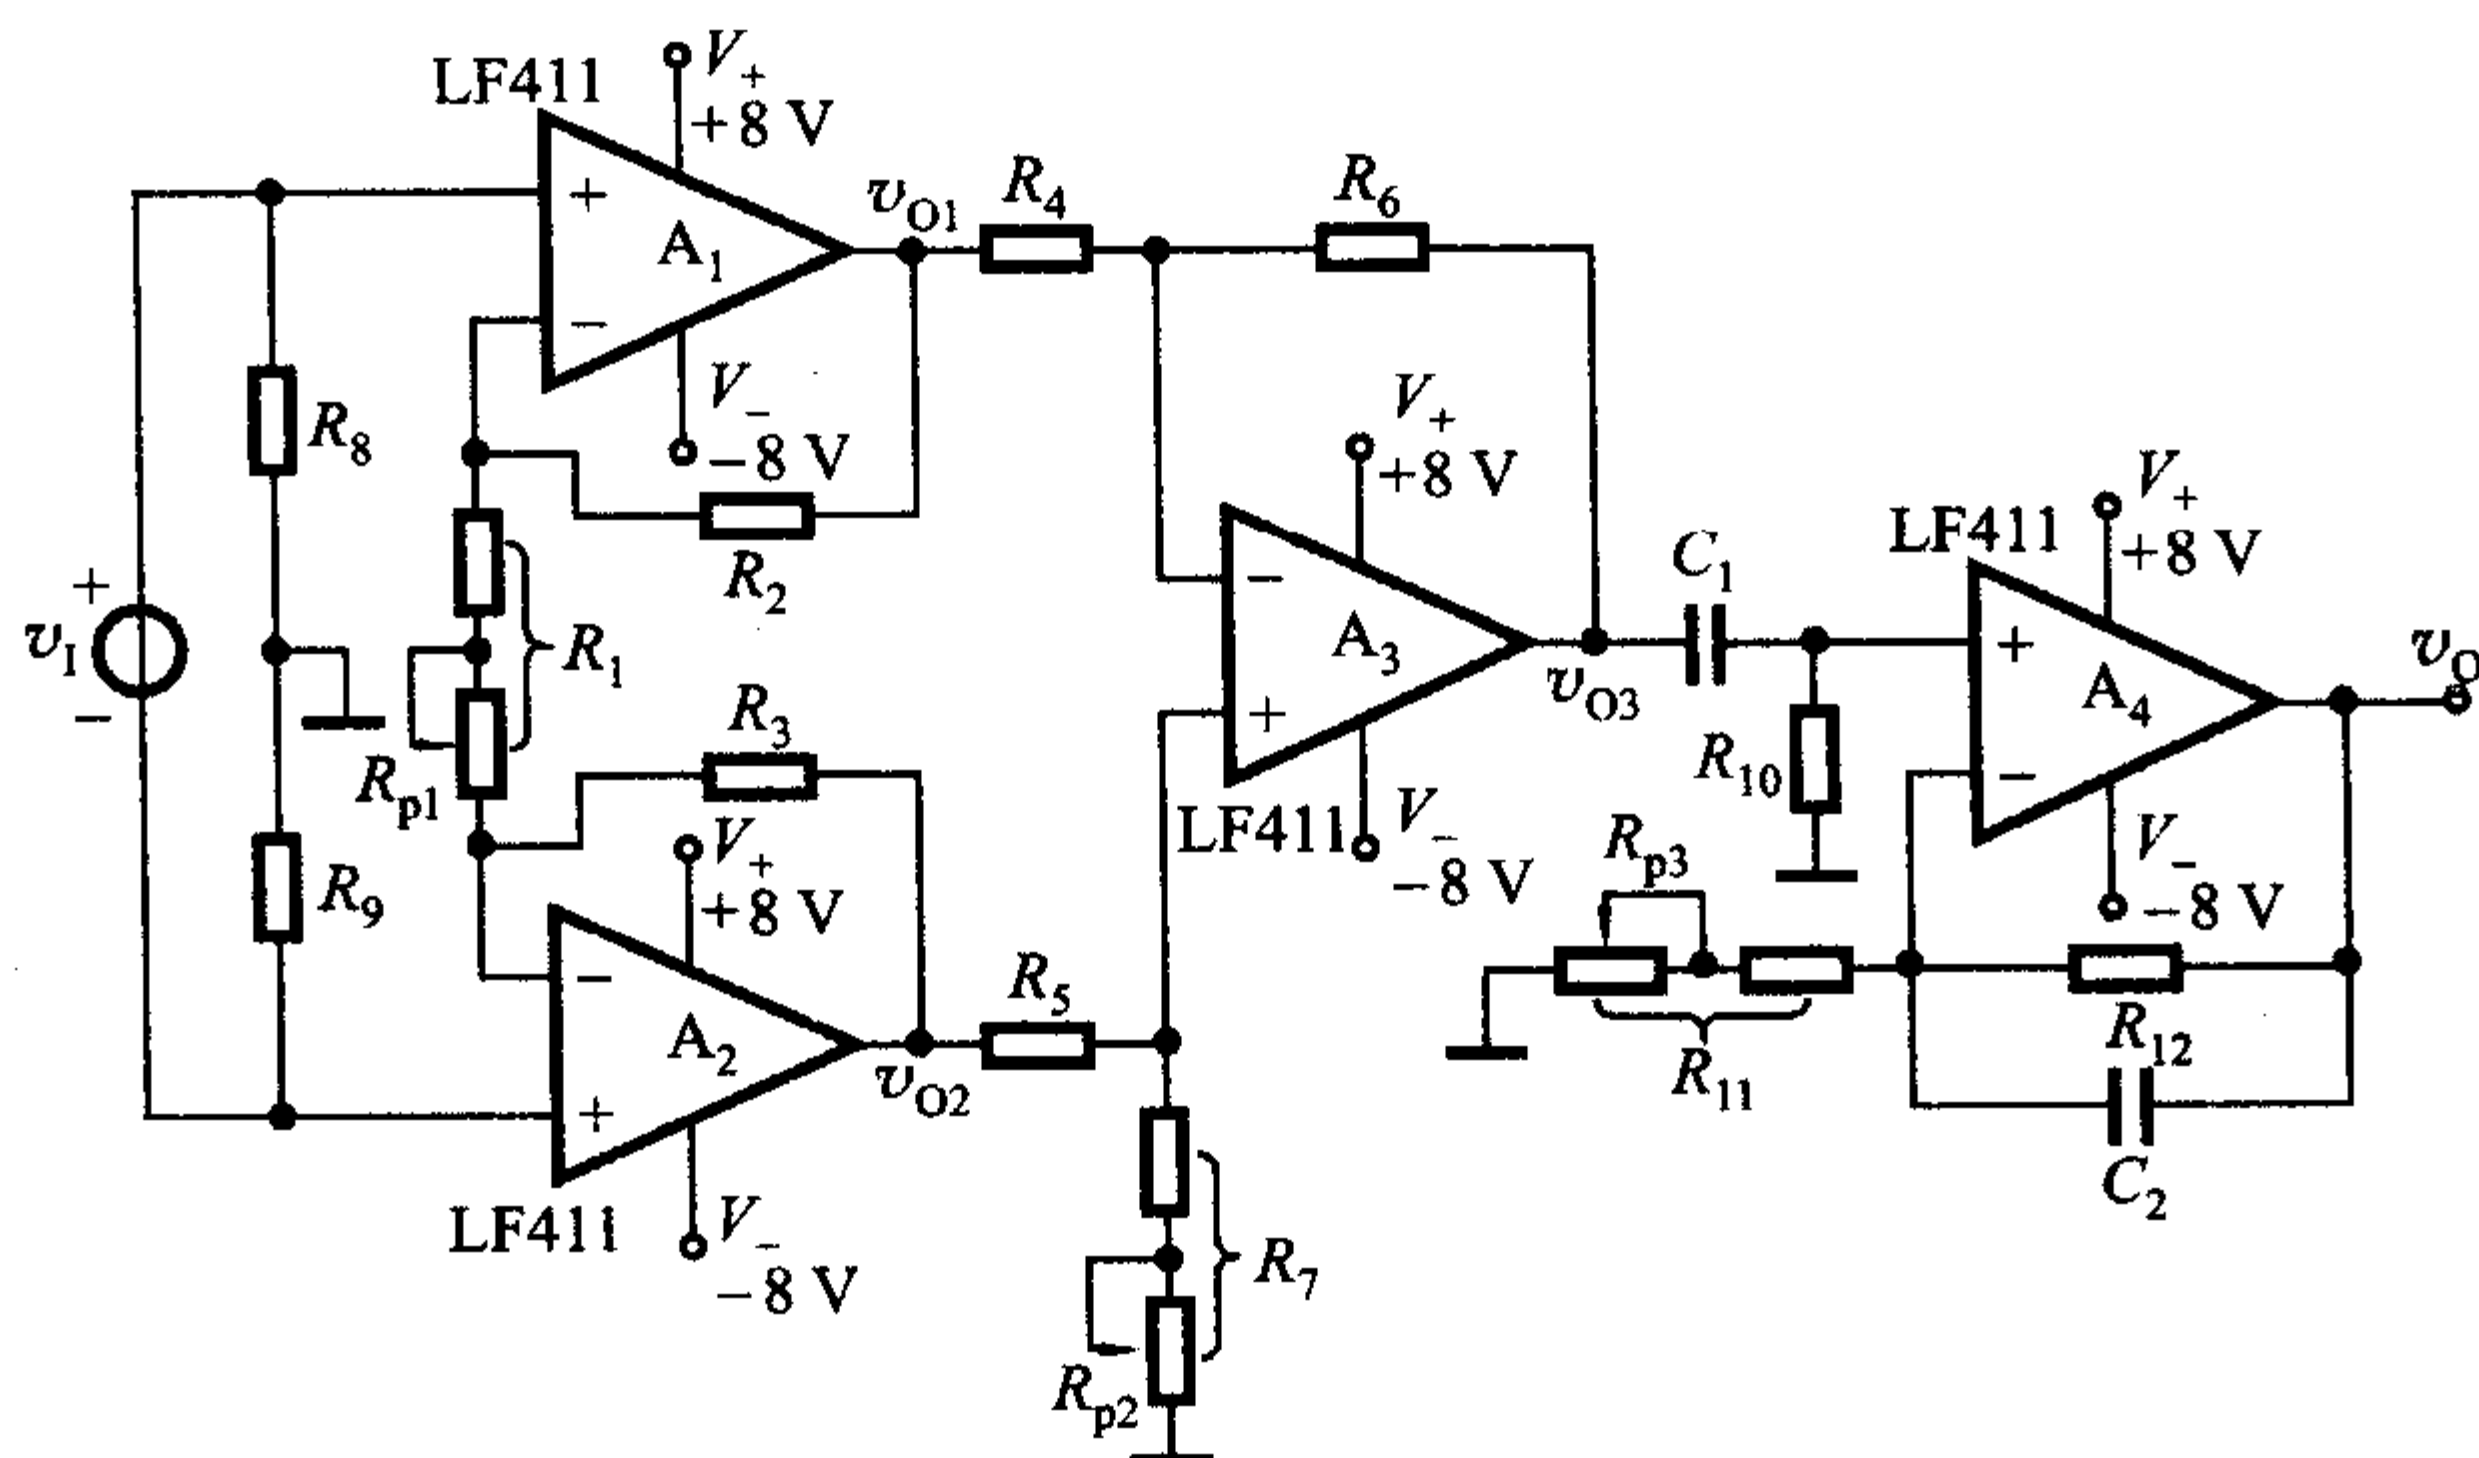 LF411
V+
+8 V
+
A1
−
V−
−8 V
vO1
R4
R6
R8
R2
+
vI
−
R1
Rp1
R3
R9
V+
+8 V
−
A2
+
LF411
V−
−8 V
vO2
R5
R7
Rp2
V+
+8 V
−
A3
+
LF411
V−
−8 V
vO3
C1
R10
LF411
V+
+8 V
+
A4
−
V−
−8 V
vO
Rp3
R11
R12
C2